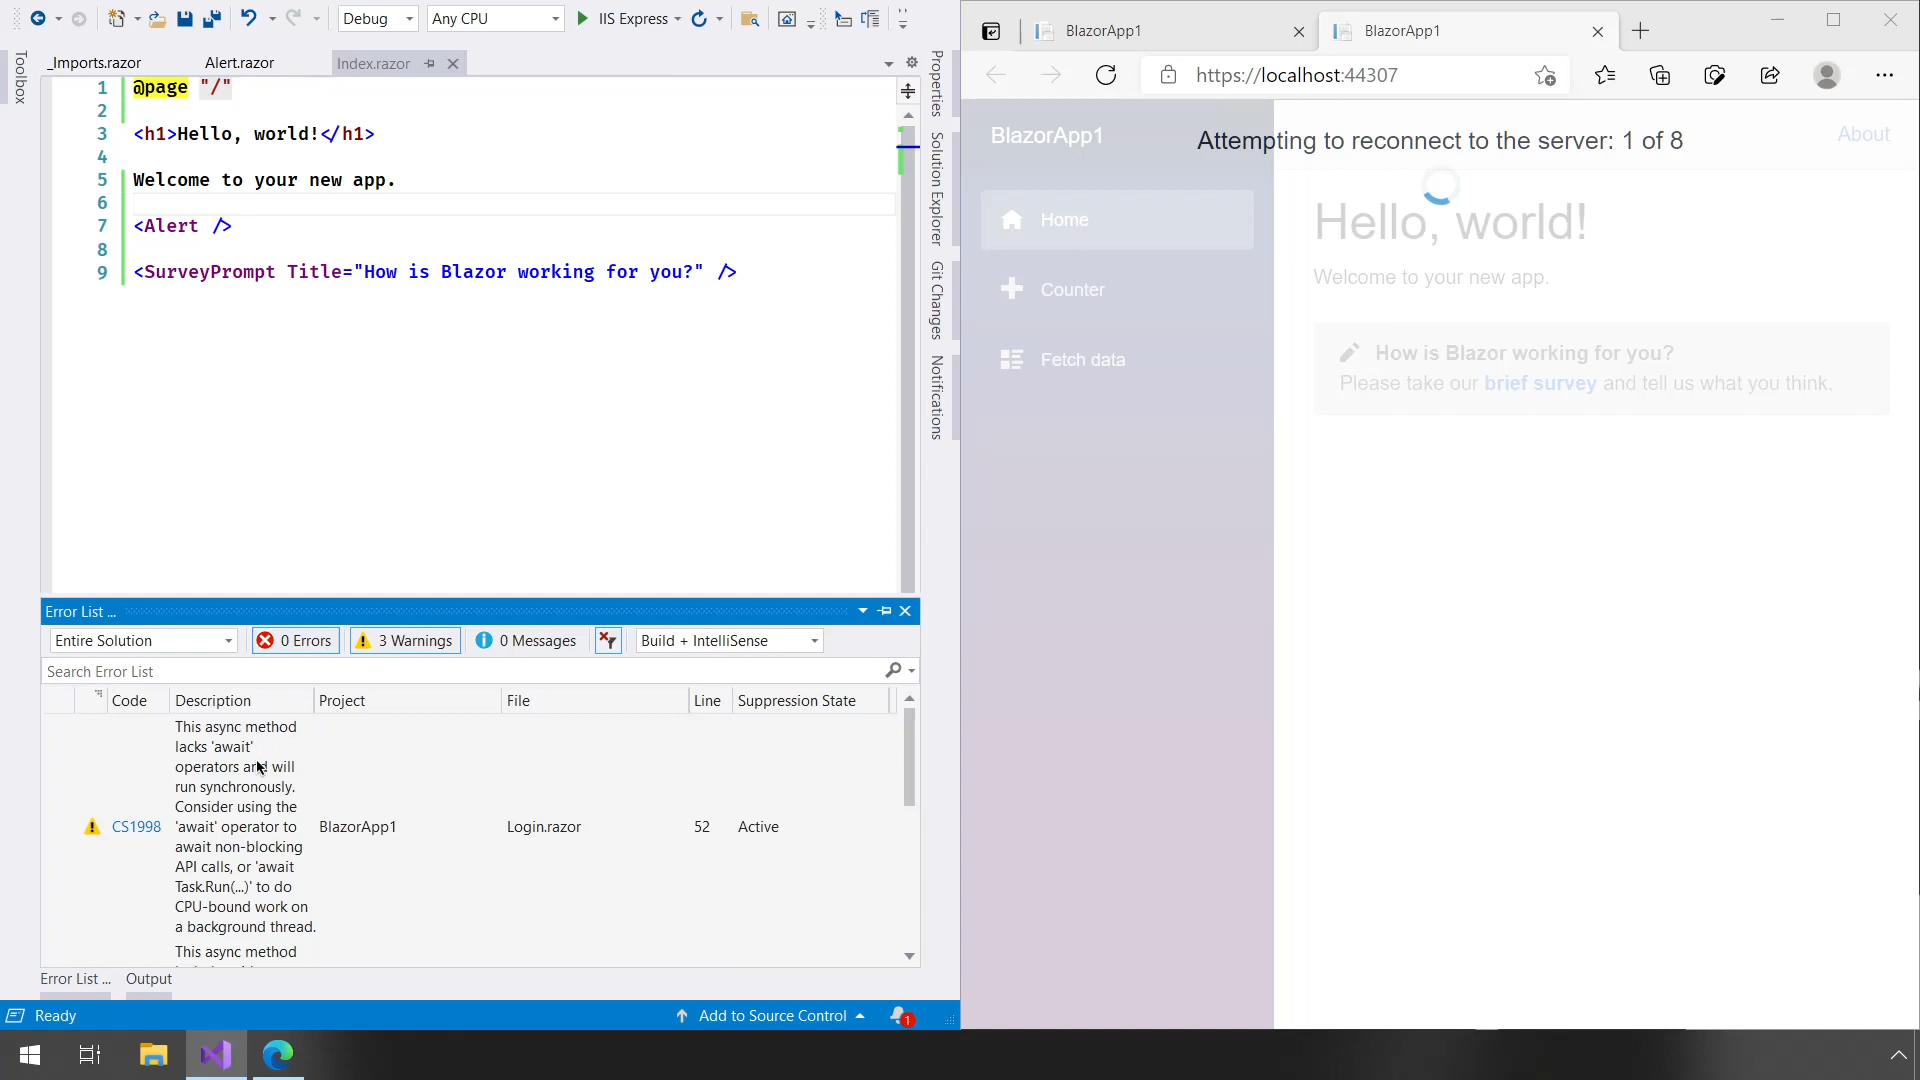 Debug
Any CPU
IIS Express
Toolbox
_Imports.razor
Alert.razor
Index.razor
1 @page "/"
2
3 <h1>Hello, world!</h1>
4
5 Welcome to your new app.
6
7 <Alert />
8
9 <SurveyPrompt Title="How is Blazor working for you?" />
Properties
Solution Explorer
Git Changes
Notifications
Error List ...
Entire Solution
0 Errors
3 Warnings
0 Messages
Build + IntelliSense
Search Error List
Code Description Project File Line Suppression State
This async method
lacks 'await'
operators and will
run synchronously.
Consider using the
CS1998 'await' operator to BlazorApp1 Login.razor 52 Active
await non-blocking
API calls, or 'await
Task.Run(...)' to do
CPU-bound work on
a background thread.
This async method
Error List ...
Output
Ready
Add to Source Control
1
BlazorApp1
BlazorApp1
https://localhost:44307
BlazorApp1
Attempting to reconnect to the server: 1 of 8
About
Home
Counter
Fetch data
Hello, world!
Welcome to your new app.
How is Blazor working for you?
Please take our brief survey and tell us what you think.